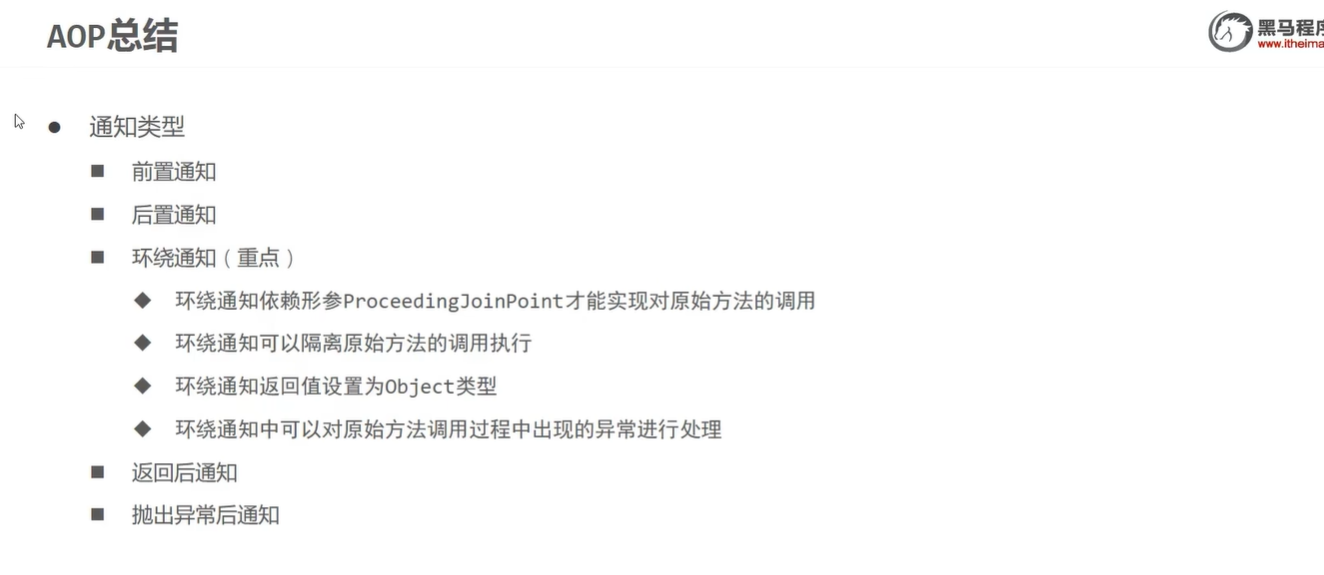 AOP总结
黑马程序
www.itheima
通知类型
前置通知
后置通知
环绕通知（重点）
环绕通知依赖形参ProceedingJoinPoint才能实现对原始方法的调用
环绕通知可以隔离原始方法的调用执行
环绕通知返回值设置为Object类型
环绕通知中可以对原始方法调用过程中出现的异常进行处理
返回后通知
抛出异常后通知